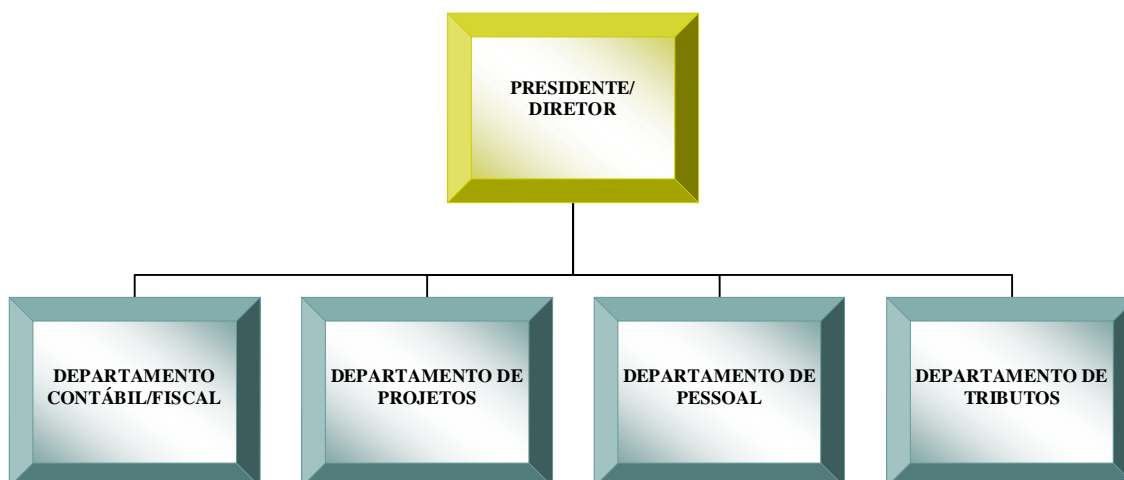 PRESIDENTE/
DIRETOR
DEPARTAMENTO
CONTÁBIL/FISCAL
DEPARTAMENTO DE
PROJETOS
DEPARTAMENTO DE
PESSOAL
DEPARTAMENTO DE
TRIBUTOS